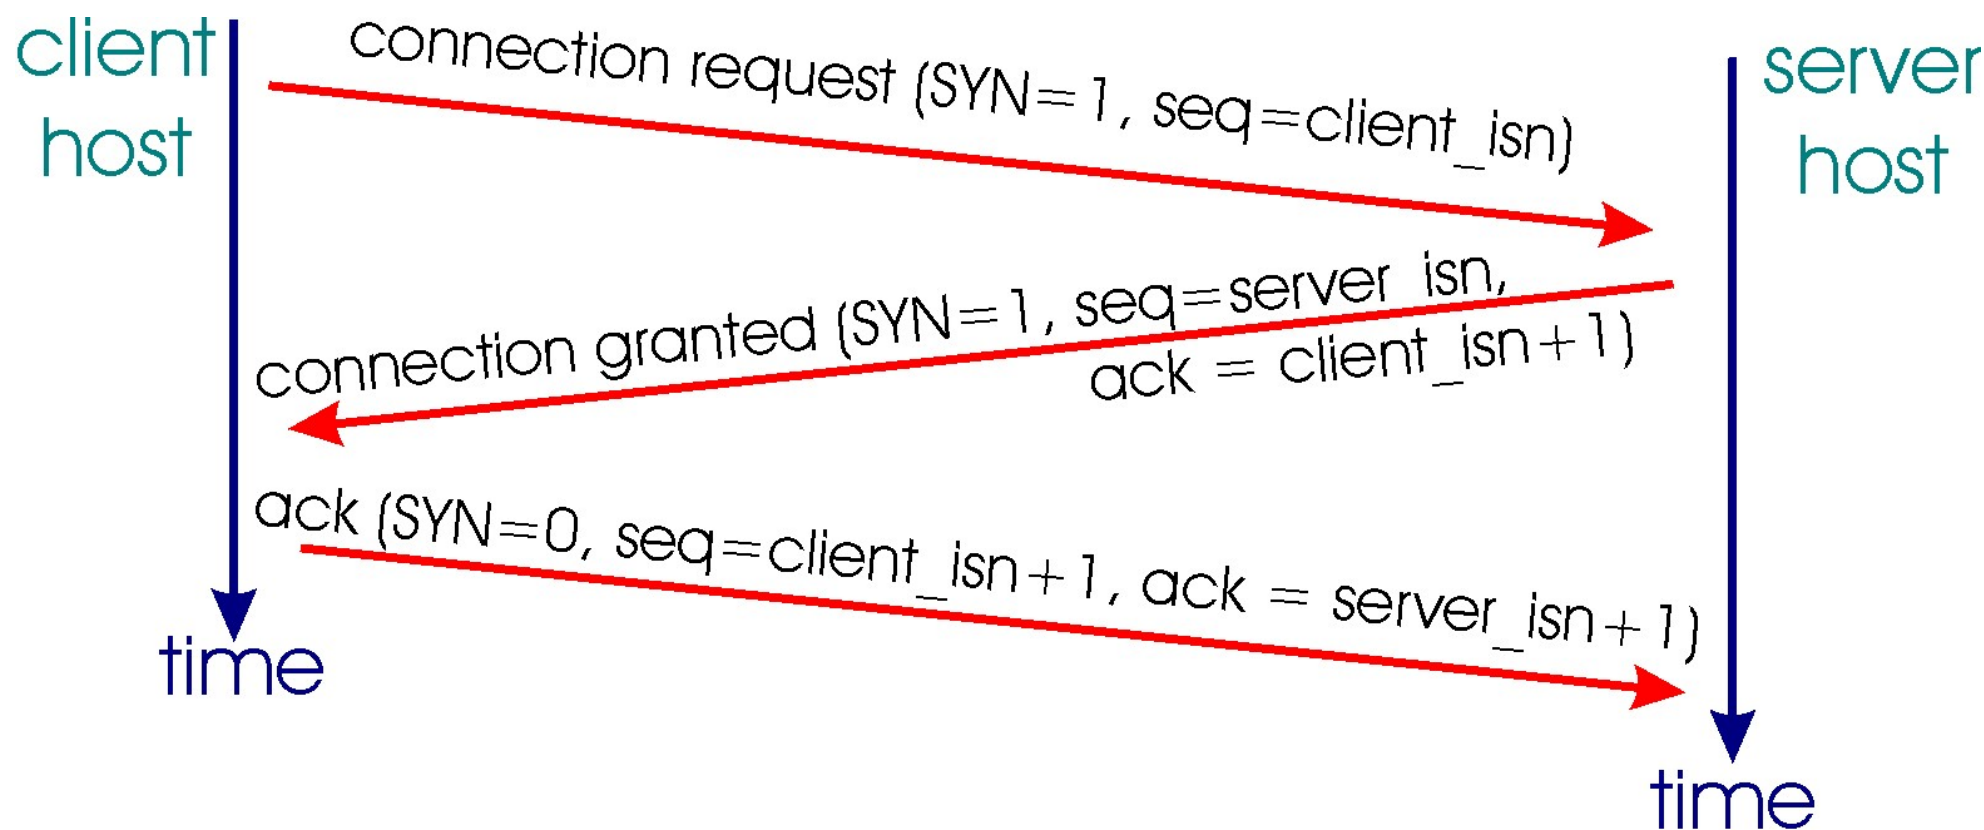 client
host
connection request (SYN=1, seq=client_isn)
server
host
connection granted (SYN=1, seq=server_isn,
ack = client_isn+1)
ack (SYN=0, seq=client_isn+1, ack = server_isn+1)
time
time